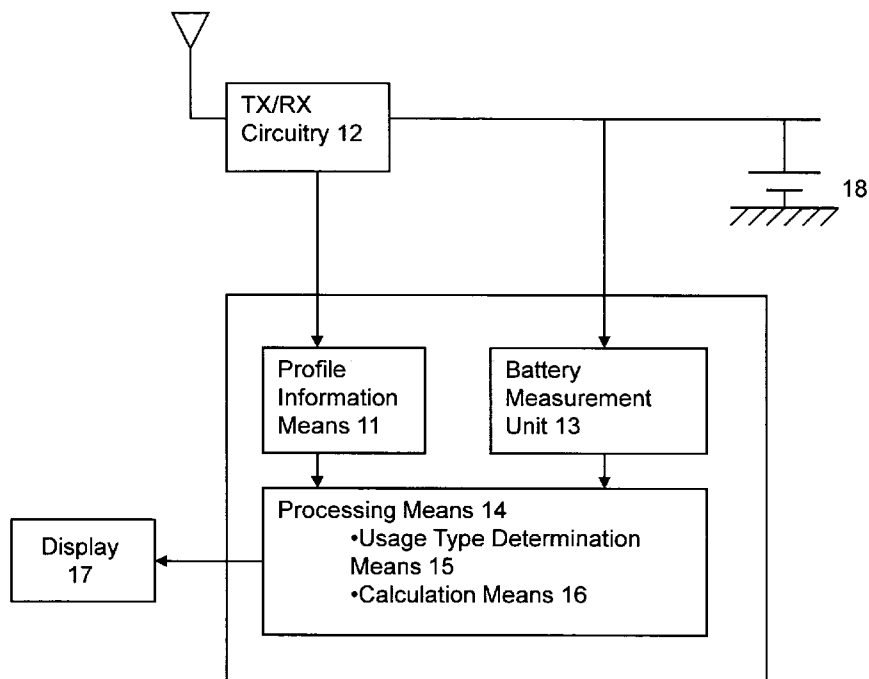 TX/RX
Circuitry 12
18
Profile
Information
Means 11
Battery
Measurement
Unit 13
Processing Means 14
•Usage Type Determination
Means 15
•Calculation Means 16
Display
17